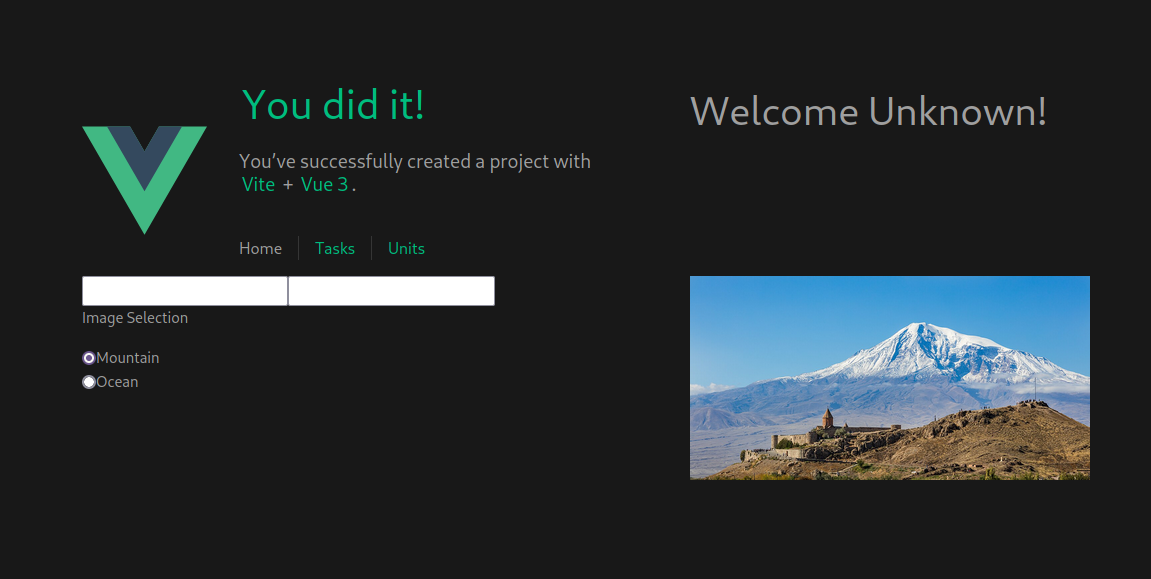 You did it!
You’ve successfully created a project with
Vite + Vue 3.
Home
Tasks
Units
Image Selection
Mountain
Ocean
Welcome Unknown!